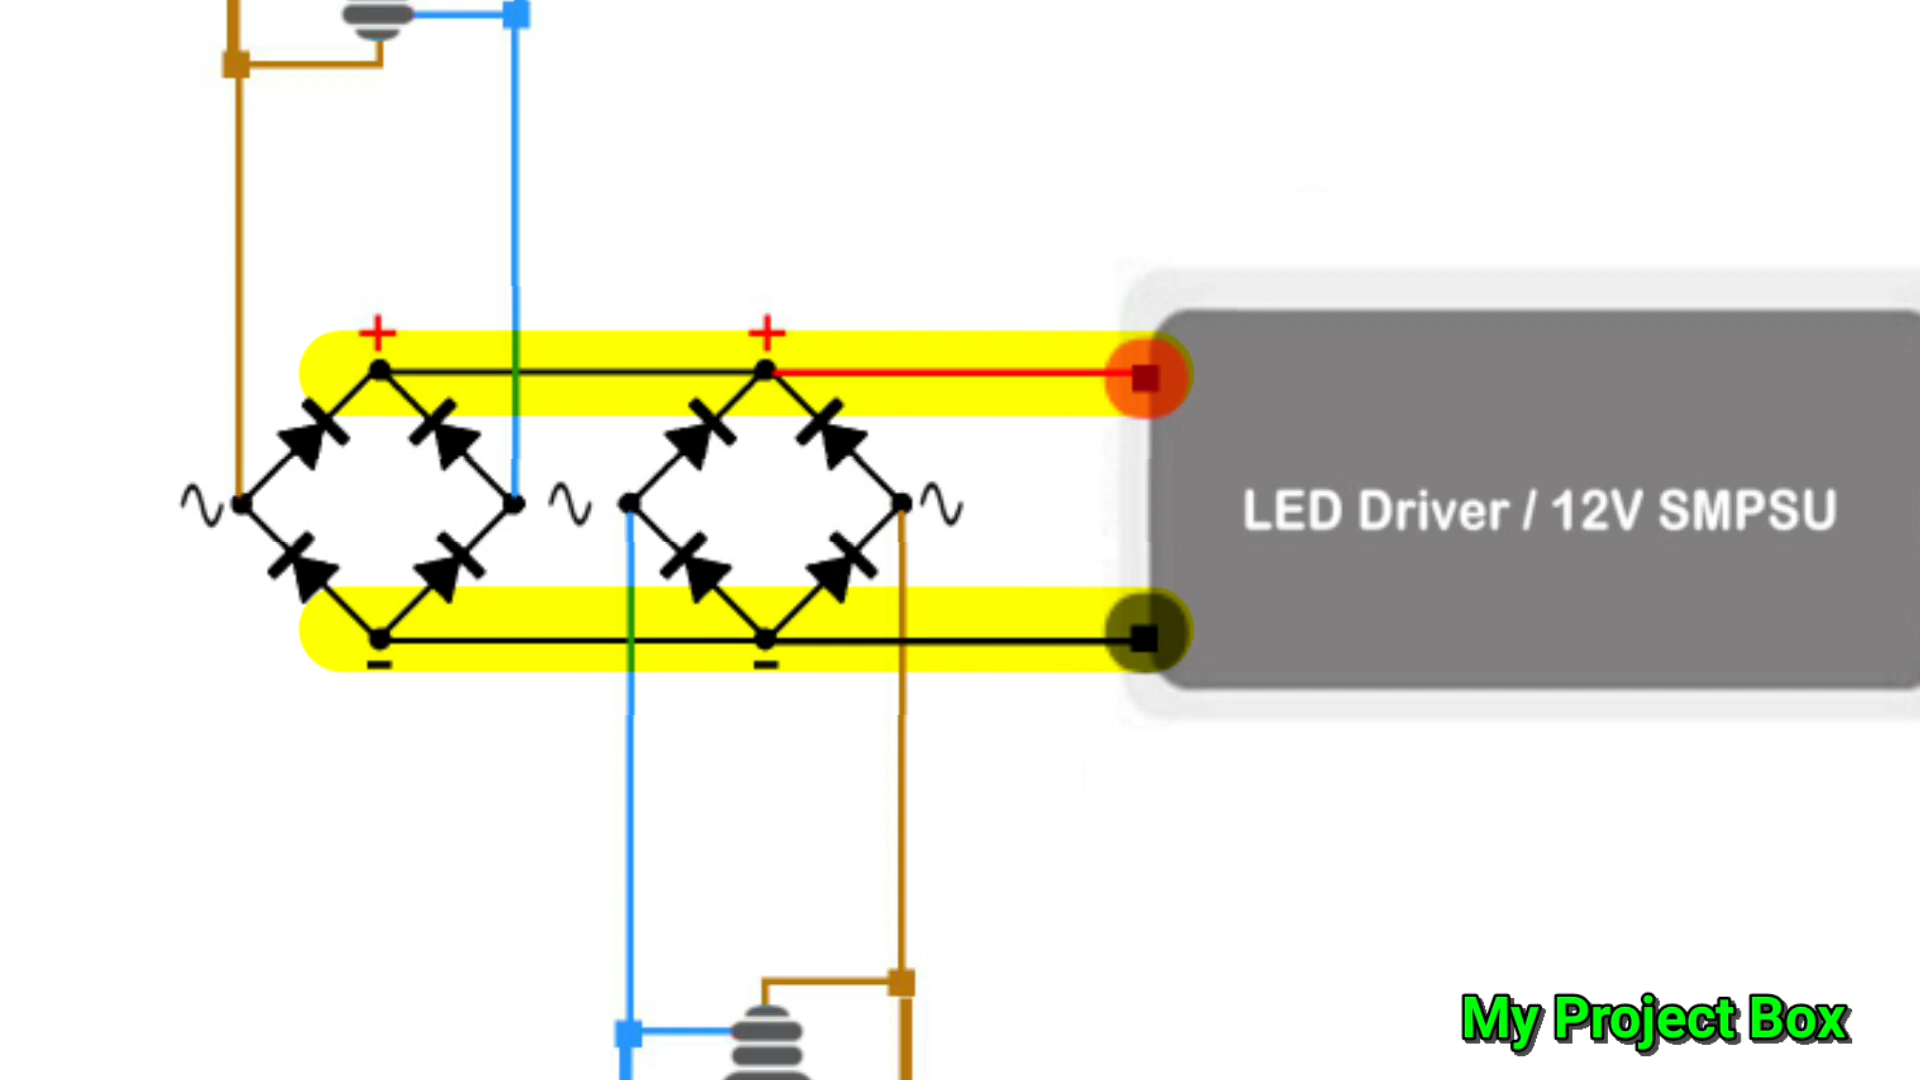 + +
∿ ∿ ∿
LED Driver / 12V SMPSU
- -
My Project Box